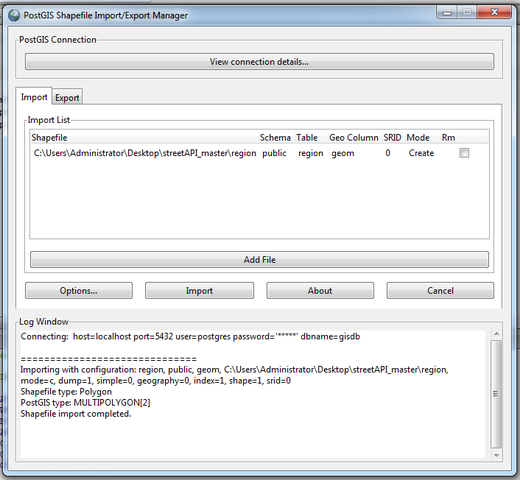 PostGIS Shapefile Import/Export Manager
PostGIS Connection
View connection details...
Import Export
Import List
Shapefile Schema Table Geo Column SRID Mode Rm
C:\Users\Administrator\Desktop\streetAPI_master\region public region geom 0 Create
Add File
Options... Import About Cancel
Log Window
Connecting: host=localhost port=5432 user=postgres password='*****' dbname=gisdb
==============================
Importing with configuration: region, public, geom, C:\Users\Administrator\Desktop\streetAPI_master\region,
mode=c, dump=1, simple=0, geography=0, index=1, shape=1, srid=0
Shapefile type: Polygon
PostGIS type: MULTIPOLYGON[2]
Shapefile import completed.